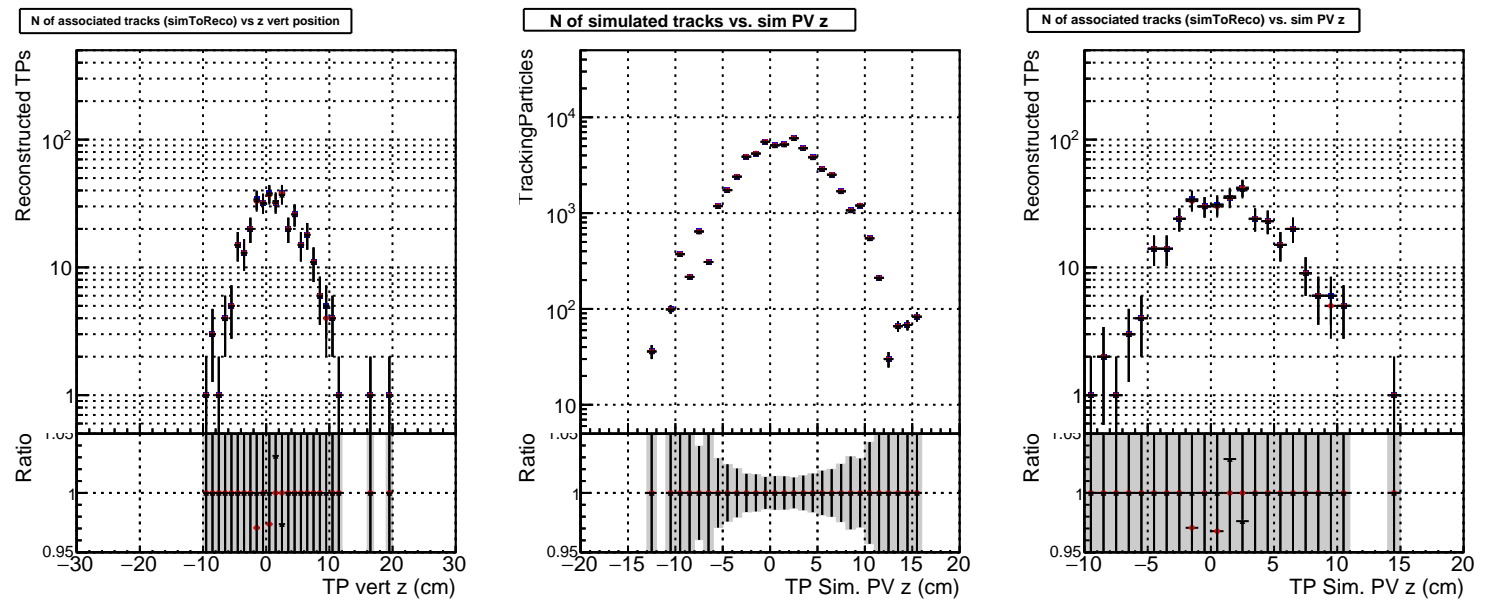 N of associated tracks (simToReco) vs z vert position
Reconstructed TPs
10²
10
1
Ratio
1.05
1
0.95
−30 −20 −10 0 10 20 30
TP vert z (cm)
N of simulated tracks vs. sim PV z
TrackingParticles
10⁴
10³
10²
10
Ratio
1.05
1
0.95
−20 −15 −10 −5 0 5 10 15 20
TP Sim. PV z (cm)
N of associated tracks (simToReco) vs. sim PV z
Reconstructed TPs
10²
10
1
Ratio
1.05
1
0.95
−10 −5 0 5 10 15 20
TP Sim. PV z (cm)